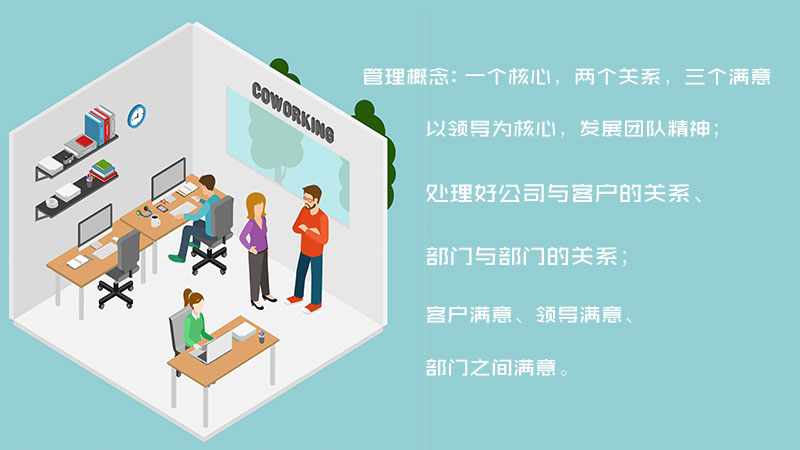 COWORKING
管理概念：一个核心，两个关系，三个满意
以领导为核心，发展团队精神；
处理好公司与客户的关系、
部门与部门的关系；
客户满意、领导满意、
部门之间满意。